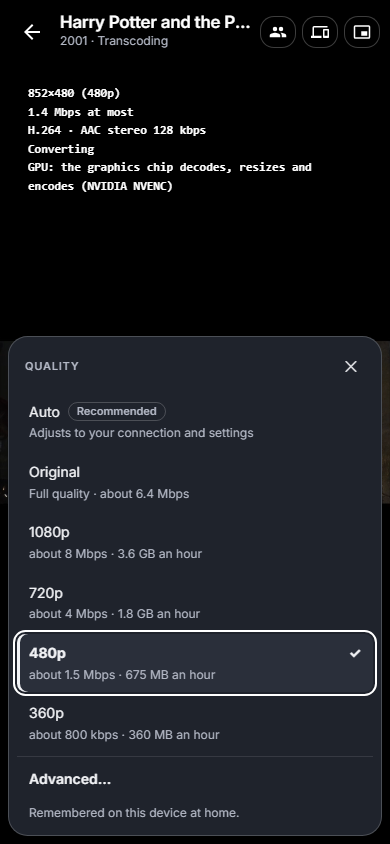 Harry Potter and the P...
2001 · Transcoding
852×480 (480p)
1.4 Mbps at most
H.264 · AAC stereo 128 kbps
Converting
GPU: the graphics chip decodes, resizes and
encodes (NVIDIA NVENC)
QUALITY
Auto Recommended
Adjusts to your connection and settings
Original
Full quality · about 6.4 Mbps
1080p
about 8 Mbps · 3.6 GB an hour
720p
about 4 Mbps · 1.8 GB an hour
480p
about 1.5 Mbps · 675 MB an hour
360p
about 800 kbps · 360 MB an hour
Advanced...
Remembered on this device at home.